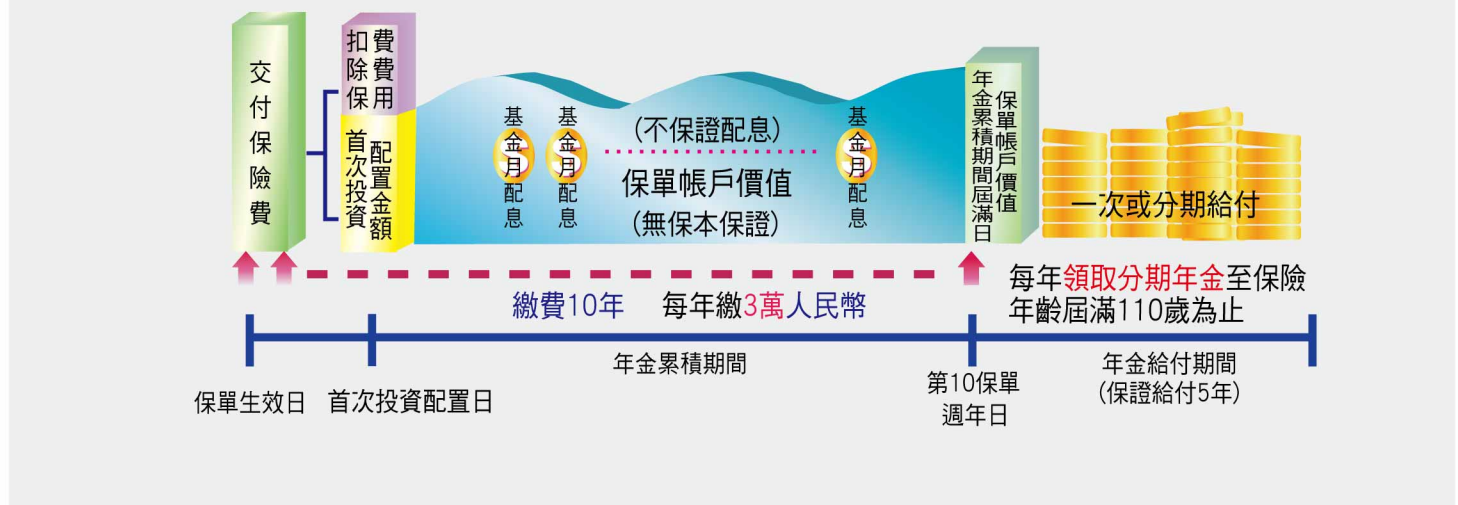 交付保險費
扣除保
費費用
首次投資
配置金額
基金月配息
基金月配息
(不保證配息)
保單帳戶價值
(無保本保證)
基金月配息
年金累積期間屆滿日
保單帳戶價值
一次或分期給付
每年領取分期年金至保險
年齡屆滿110歲為止
繳費10年 每年繳3萬人民幣
年金累積期間
年金給付期間
(保證給付5年)
保單生效日
首次投資配置日
第10保單
週年日